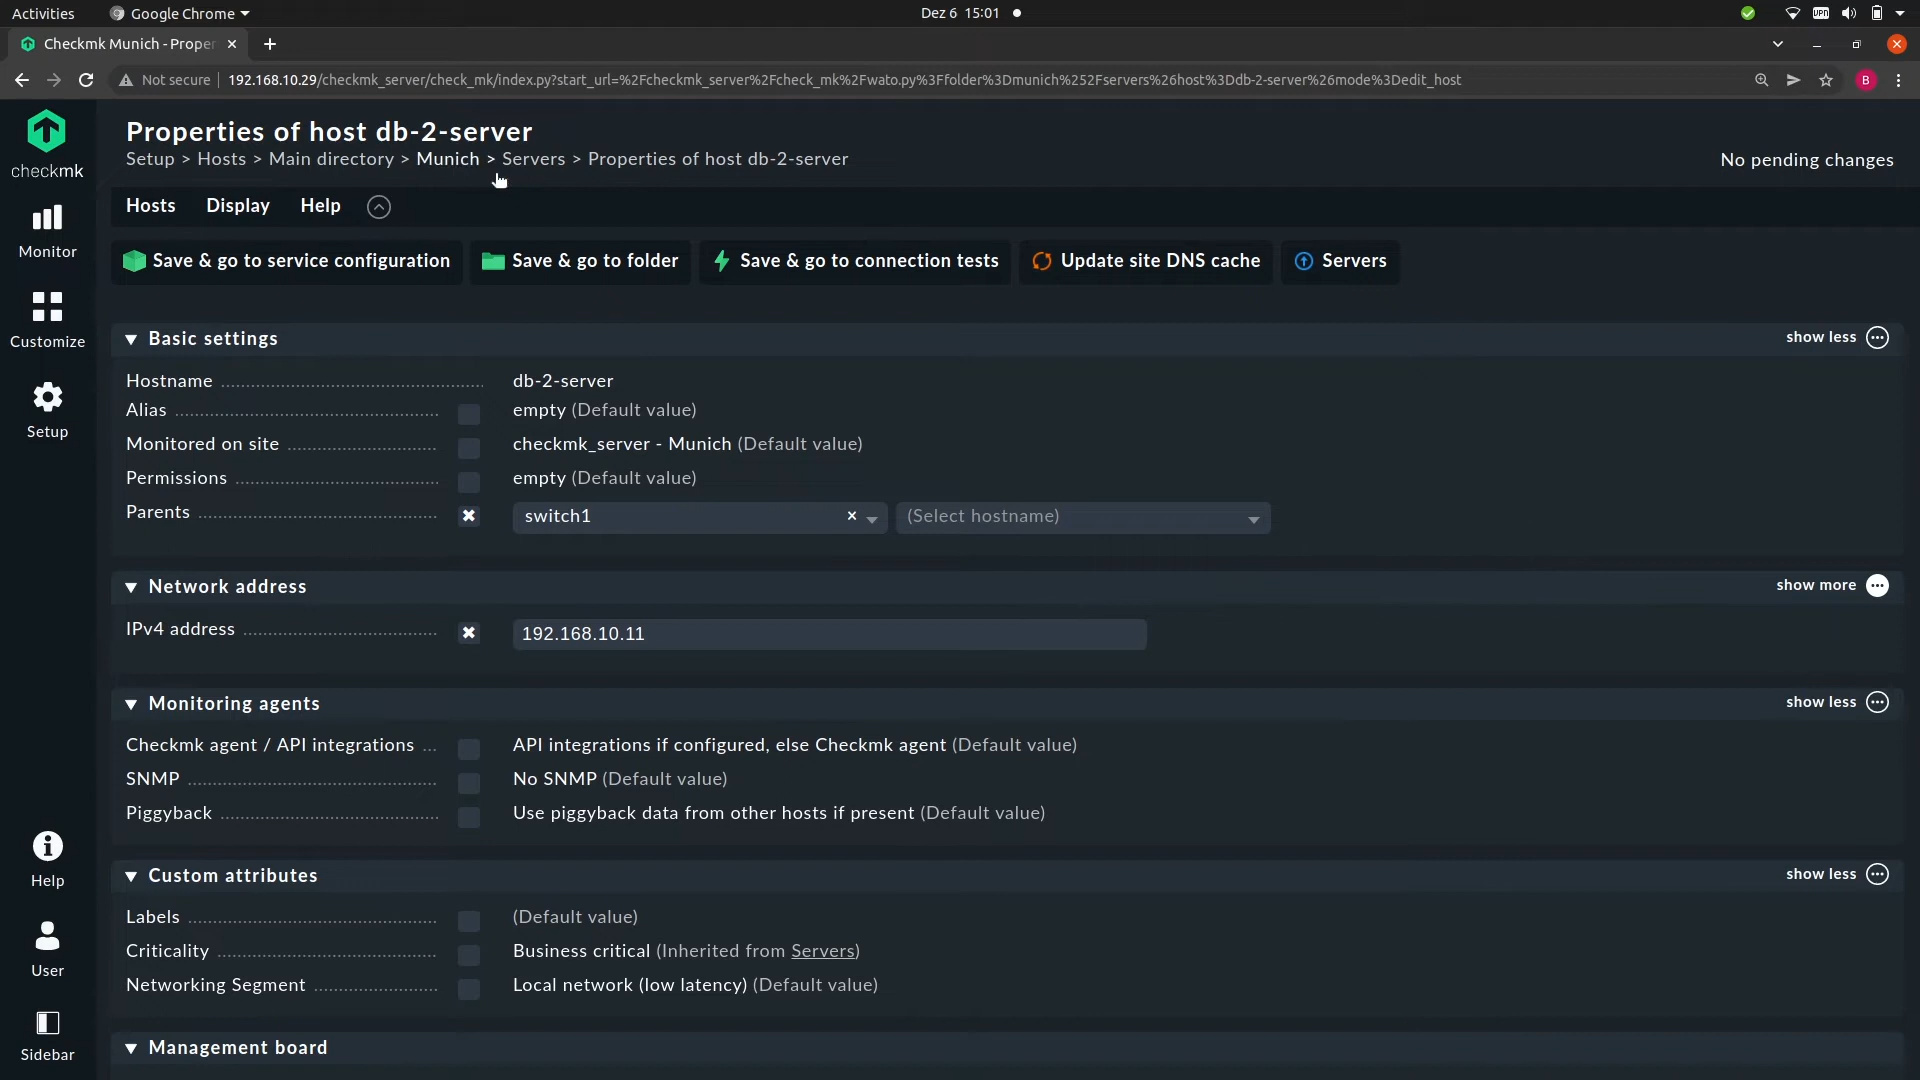 Activities Google Chrome Dez 6 15:01
Checkmk Munich - Proper
Not secure 192.168.10.29/checkmk_server/check_mk/index.py?start_url=%2Fcheckmk_server%2Fcheck_mk%2Fwato.py%3Ffolder%3Dmunich%252Fservers%26host%3Ddb-2-server%26mode%3Dedit_host B
checkmk
Monitor
Customize
Setup
Help
User
Sidebar
Properties of host db-2-server
Setup > Hosts > Main directory > Munich > Servers > Properties of host db-2-server
No pending changes
Hosts Display Help
Save & go to service configuration Save & go to folder Save & go to connection tests Update site DNS cache Servers
Basic settings show less
Hostname db-2-server
Alias empty (Default value)
Monitored on site checkmk_server - Munich (Default value)
Permissions empty (Default value)
Parents switch1 (Select hostname)
Network address show more
IPv4 address 192.168.10.11
Monitoring agents show less
Checkmk agent / API integrations API integrations if configured, else Checkmk agent (Default value)
SNMP No SNMP (Default value)
Piggyback Use piggyback data from other hosts if present (Default value)
Custom attributes show less
Labels (Default value)
Criticality Business critical (Inherited from Servers)
Networking Segment Local network (low latency) (Default value)
Management board